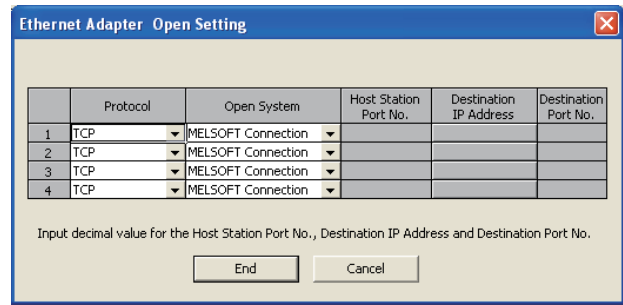 Ethernet Adapter Open Setting
Protocol Open System Host Station Port No. Destination IP Address Destination Port No.
1 TCP MELSOFT Connection
2 TCP MELSOFT Connection
3 TCP MELSOFT Connection
4 TCP MELSOFT Connection
Input decimal value for the Host Station Port No., Destination IP Address and Destination Port No.
End Cancel